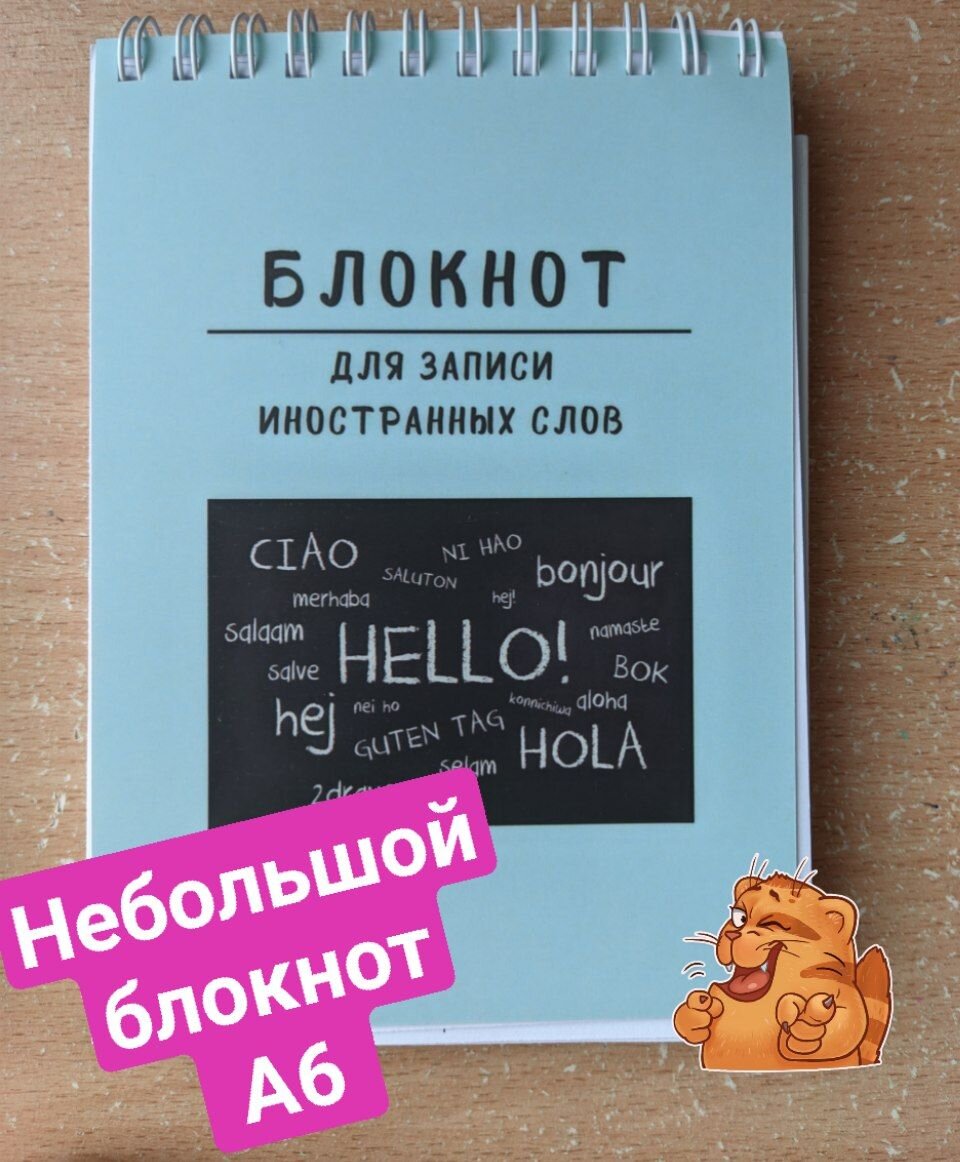 БЛОКНОТ
ДЛЯ ЗАПИСИ
ИНОСТРАННЫХ СЛОВ
CIAO
NI HAO
SALUTON
bonjour
merhaba
hej!
salaam
HELLO!
namaste
salve
BOK
hej
nei ho
konnichiwa
aloha
GUTEN TAG
HOLA
selam
Небольшой
блокнот
А6